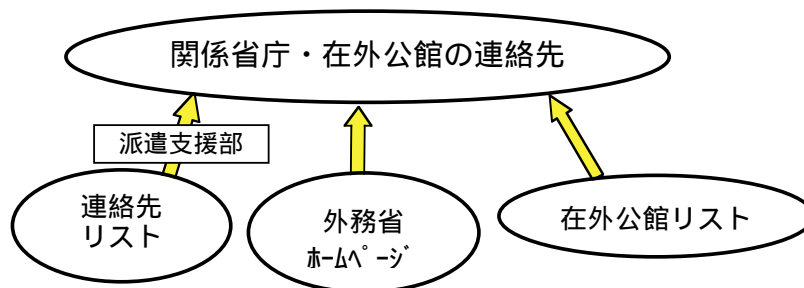 関係省庁・在外公館の連絡先
派遣支援部
連絡先
リスト
外務省
ﾎｰﾑﾍﾟｰｼﾞ
在外公館リスト